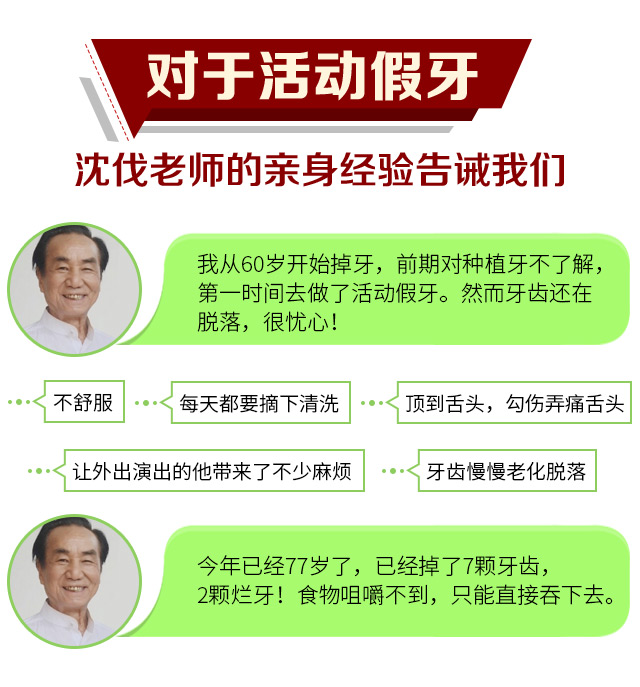 对于活动假牙
沈伐老师的亲身经验告诫我们
我从60岁开始掉牙，前期对种植牙不了解，
第一时间去做了活动假牙。然而牙齿还在
脱落，很忧心！
不舒服
每天都要摘下清洗
顶到舌头，勾伤弄痛舌头
让外出演出的他带来了不少麻烦
牙齿慢慢老化脱落
今年已经77岁了，已经掉了7颗牙齿，
2颗烂牙！食物咀嚼不到，只能直接吞下去。